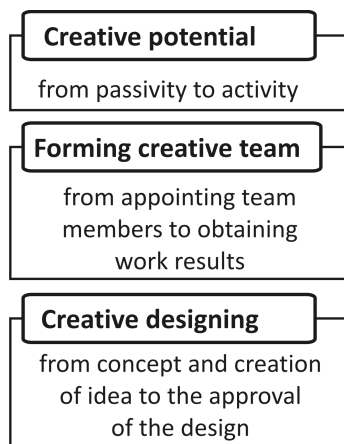 Creative potential
from passivity to activity
Forming creative team
from appointing team
members to obtaining
work results
Creative designing
from concept and creation
of idea to the approval
of the design